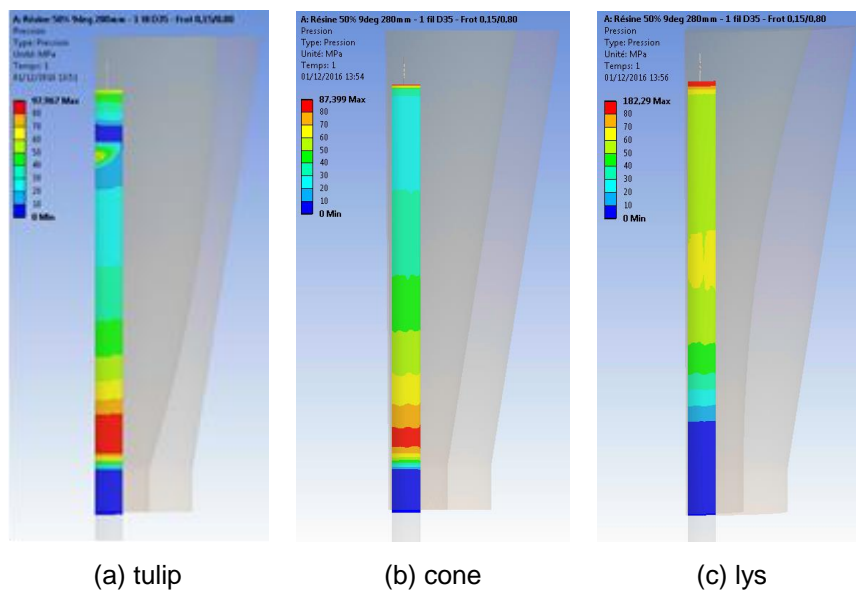 A: Résine 50% 9deg 280mm - 1 fil D35 - Frot 0,15/0,80
Pression
Type: Pression
Unité: MPa
Temps: 1
01/12/2016 13:51
97,967 Max
80
70
60
50
40
30
20
10
0 Min
A: Résine 50% 9deg 280mm - 1 fil D35 - Frot 0,15/0,80
Pression
Type: Pression
Unité: MPa
Temps: 1
01/12/2016 13:54
87,399 Max
80
70
60
50
40
30
20
10
0 Min
A: Résine 50% 9deg 280mm - 1 fil D35 - Frot 0,15/0,80
Pression
Type: Pression
Unité: MPa
Temps: 1
01/12/2016 13:56
182,29 Max
80
70
60
50
40
30
20
10
0 Min
(a) tulip
(b) cone
(c) lys